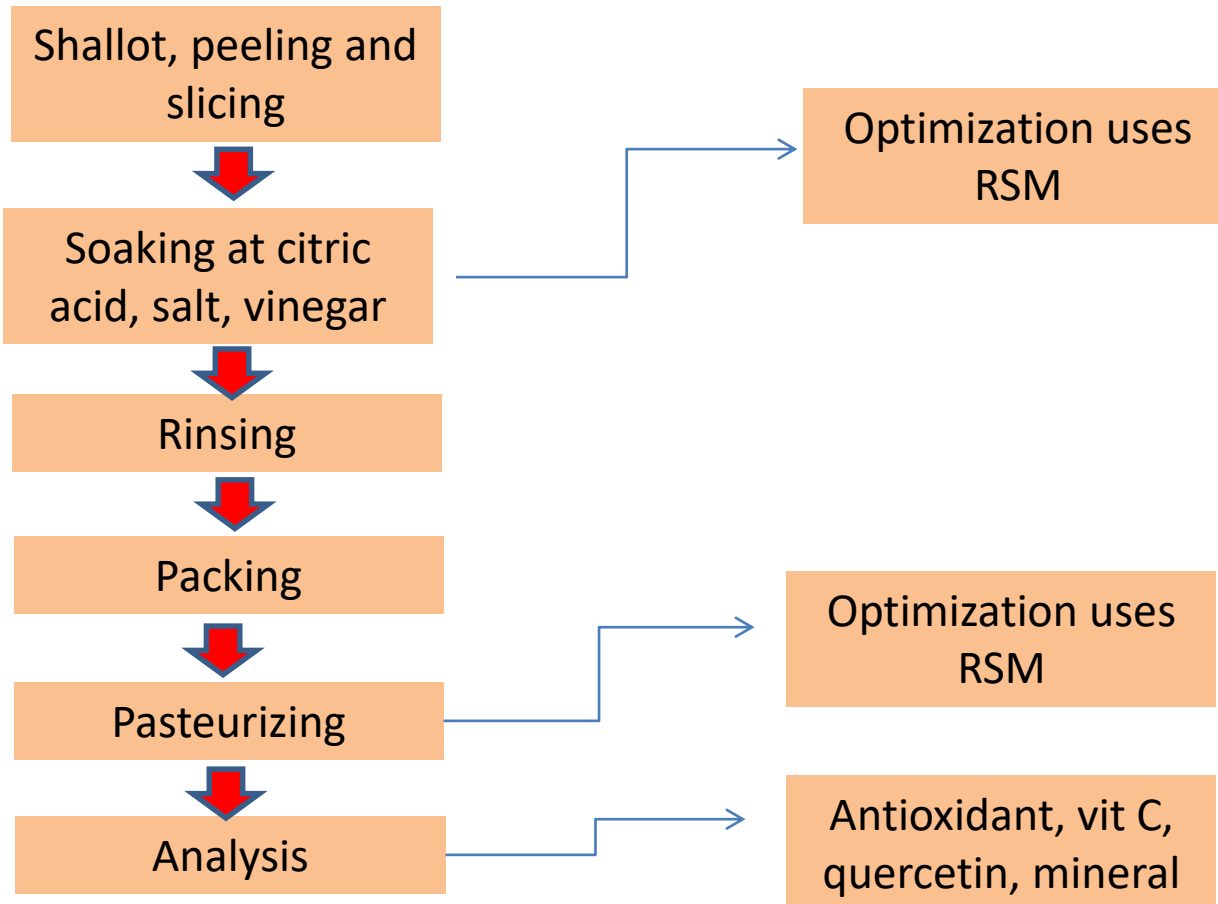 Shallot, peeling and
slicing
Optimization uses
RSM
Soaking at citric
acid, salt, vinegar
Rinsing
Packing
Optimization uses
RSM
Pasteurizing
Analysis
Antioxidant, vit C,
quercetin, mineral